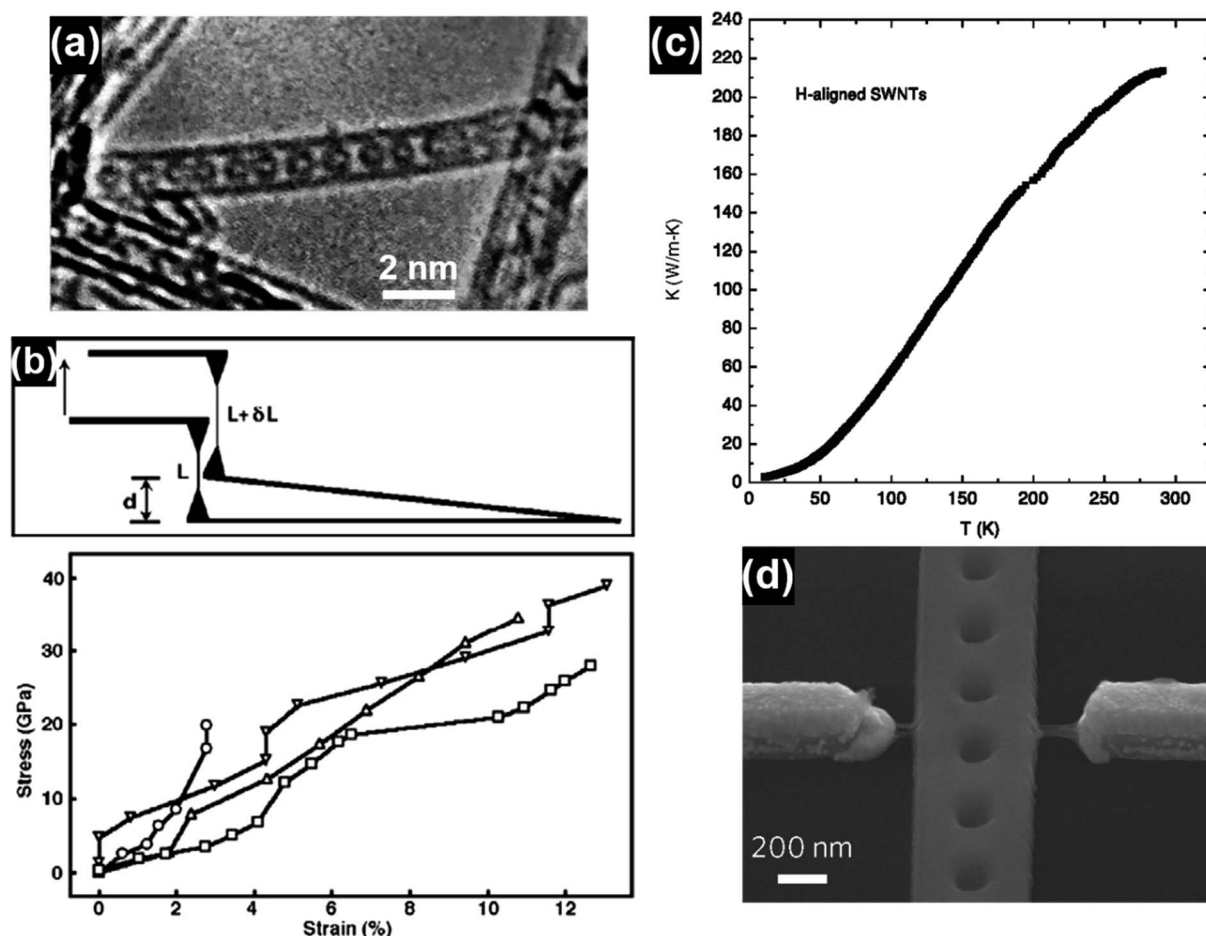 (a)
2 nm
(b)
L+ δL
L
d
40
30
20
10
0
Stress (GPa)
0 2 4 6 8 10 12
Strain (%)
(c)
H-aligned SWNTs
240
220
200
180
160
140
120
100
80
60
40
20
0
K (W/m-K)
0 50 100 150 200 250 300
T (K)
(d)
200 nm